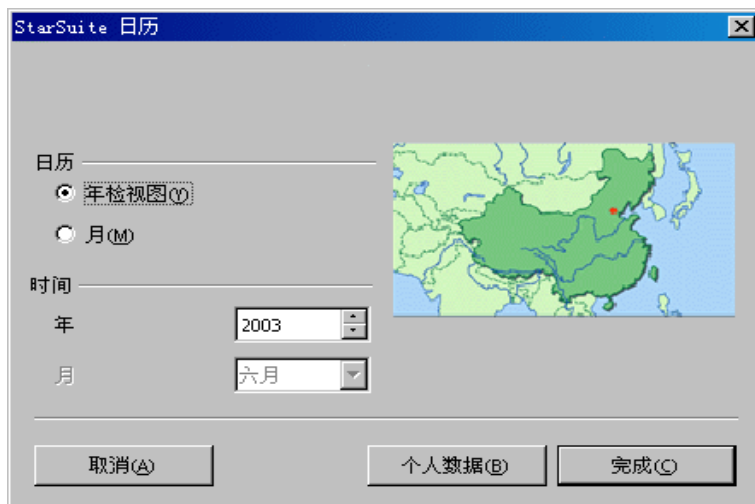 StarSuite 日历
日历
年检视图(Y)
月(M)
时间
年 2003
月 六月
取消(A) 个人数据(B) 完成(C)